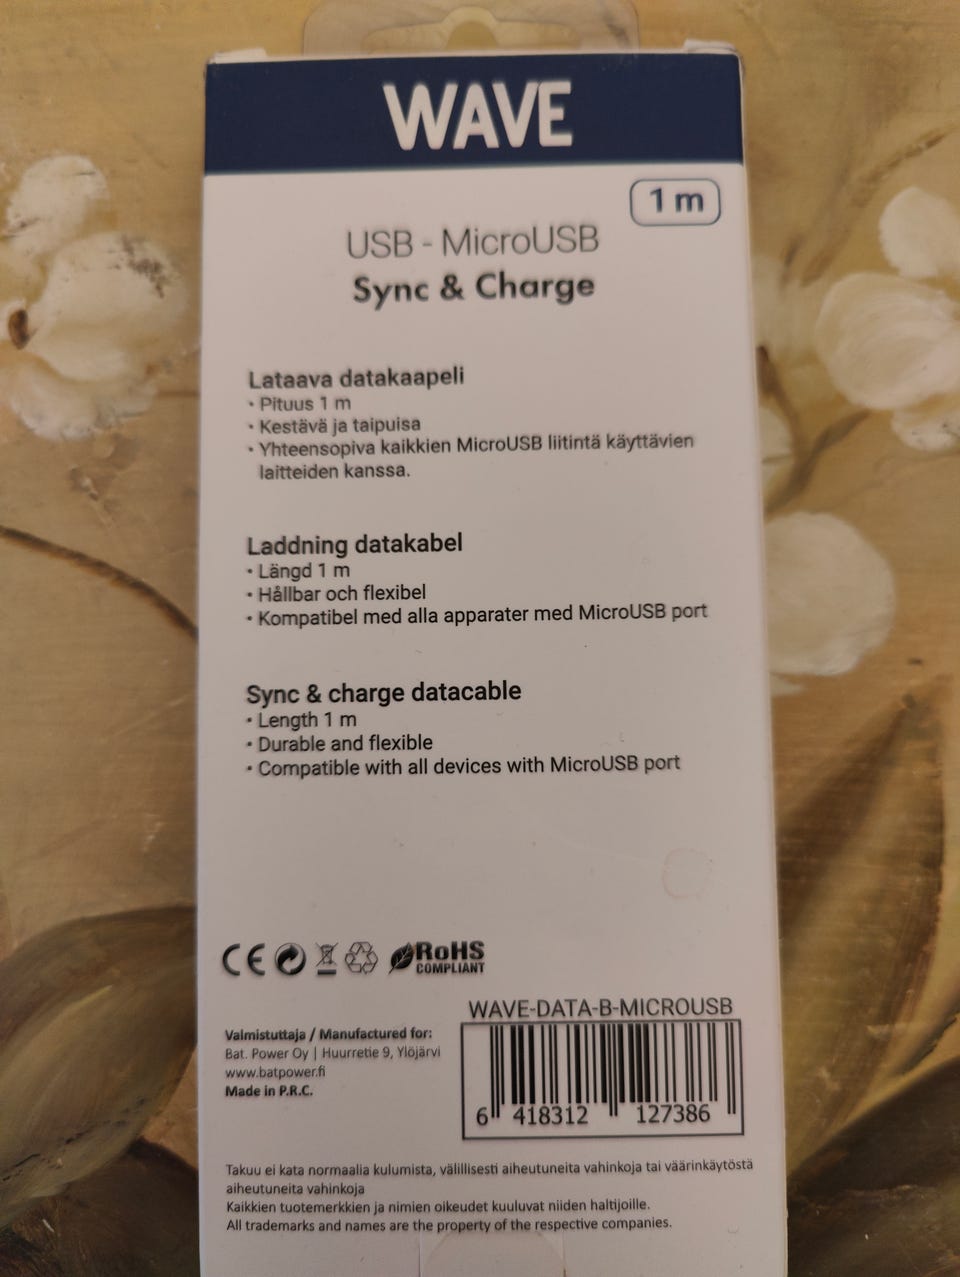 WAVE
1 m
USB - MicroUSB
Sync & Charge
Lataava datakaapeli
• Pituus 1 m
• Kestävä ja taipuisa
• Yhteensopiva kaikkien MicroUSB liitintä käyttävien
laitteiden kanssa.
Laddning datakabel
• Längd 1 m
• Hållbar och flexibel
• Kompatibel med alla apparater med MicroUSB port
Sync & charge datacable
• Length 1 m
• Durable and flexible
• Compatible with all devices with MicroUSB port
CE RoHS
COMPLIANT
WAVE-DATA-B-MICROUSB
Valmistuttaja / Manufactured for:
Bat. Power Oy | Huurretie 9, Ylöjärvi
www.batpower.fi
Made in P.R.C.
6 418312 127386
Takuu ei kata normaalia kulumista, välillisesti aiheutuneita vahinkoja tai väärinkäytöstä
aiheutuneita vahinkoja
Kaikkien tuotemerkkien ja nimien oikeudet kuuluvat niiden haltijoille.
All trademarks and names are the property of the respective companies.